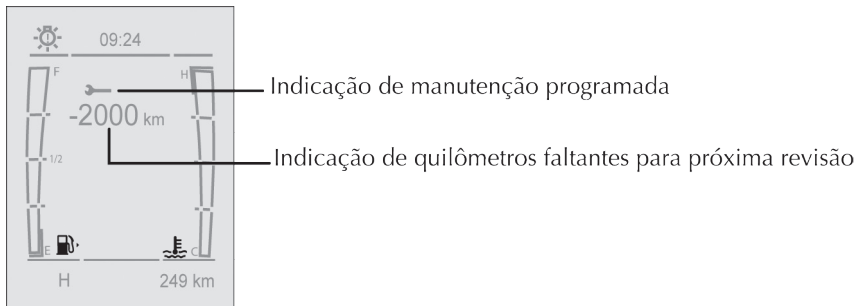 09:24
F
H
Indicação de manutenção programada
-2000 km
1/2
Indicação de quilômetros faltantes para próxima revisão
E
C
H
249 km